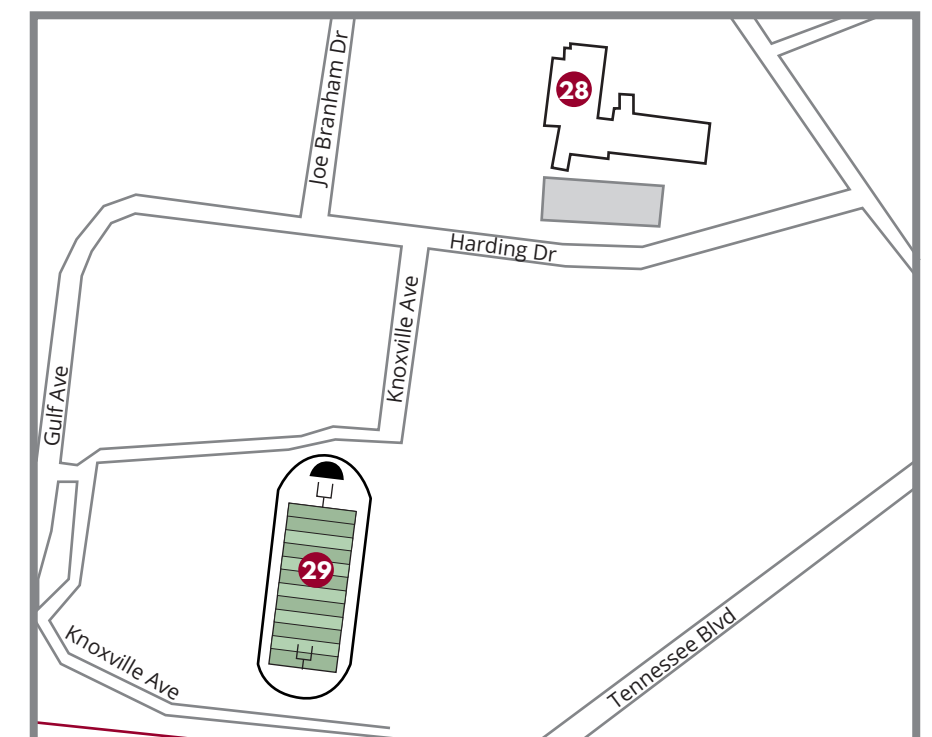 Joe Branham Dr
28
Harding Dr
Knoxville Ave
Gulf Ave
29
Knoxville Ave
Tennessee Blvd